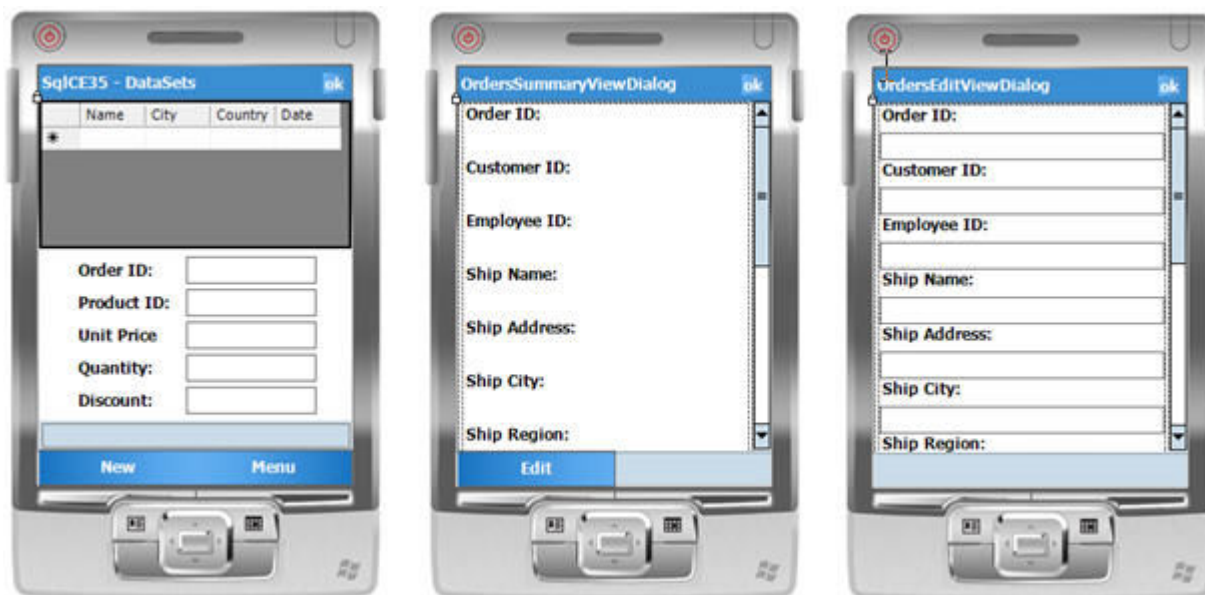 SqlCE35 - DataSets ok
Name City Country Date
Order ID:
Product ID:
Unit Price
Quantity:
Discount:
New Menu
OrdersSummaryViewDialog ok
Order ID:
Customer ID:
Employee ID:
Ship Name:
Ship Address:
Ship City:
Ship Region:
Edit
OrdersEditViewDialog ok
Order ID:
Customer ID:
Employee ID:
Ship Name:
Ship Address:
Ship City:
Ship Region: